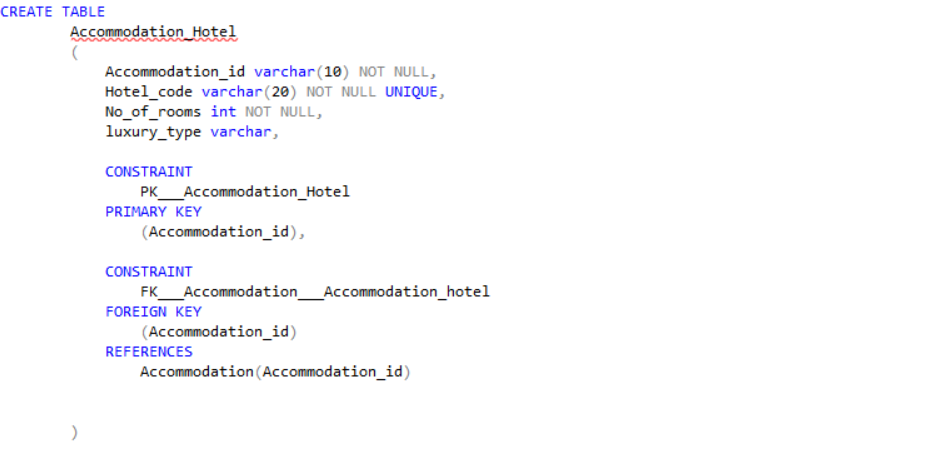 CREATE TABLE
Accommodation_Hotel
(
Accommodation_id varchar(10) NOT NULL,
Hotel_code varchar(20) NOT NULL UNIQUE,
No_of_rooms int NOT NULL,
luxury_type varchar,
CONSTRAINT
PK___Accommodation_Hotel
PRIMARY KEY
(Accommodation_id),
CONSTRAINT
FK___Accommodation___Accommodation_hotel
FOREIGN KEY
(Accommodation_id)
REFERENCES
Accommodation(Accommodation_id)
)